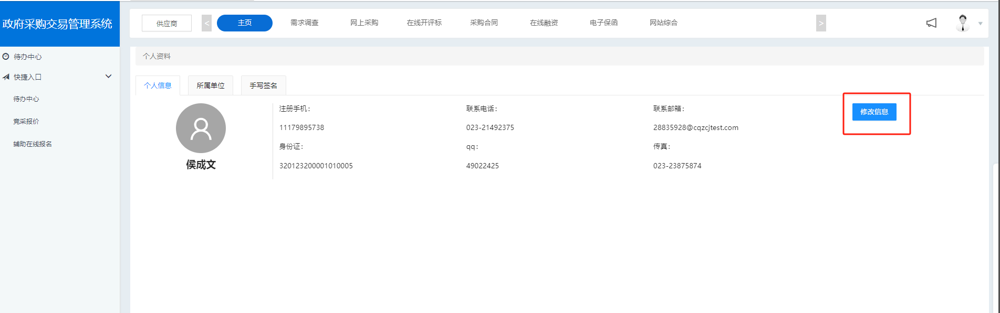 政府采购交易管理系统
供应商 < 主页 需求调查 网上采购 在线开评标 采购合同 在线融资 电子保函 网站综合 >
待办中心
快捷入口
待办中心
竞采报价
辅助在线报名
个人资料
个人信息 所属单位 手写签名
侯成文
注册手机： 联系电话： 联系邮箱：
11179895738 023-21492375 28835928@cqzcjtest.com
身份证： qq： 传真：
320123200001010005 49022425 023-23875874
修改信息